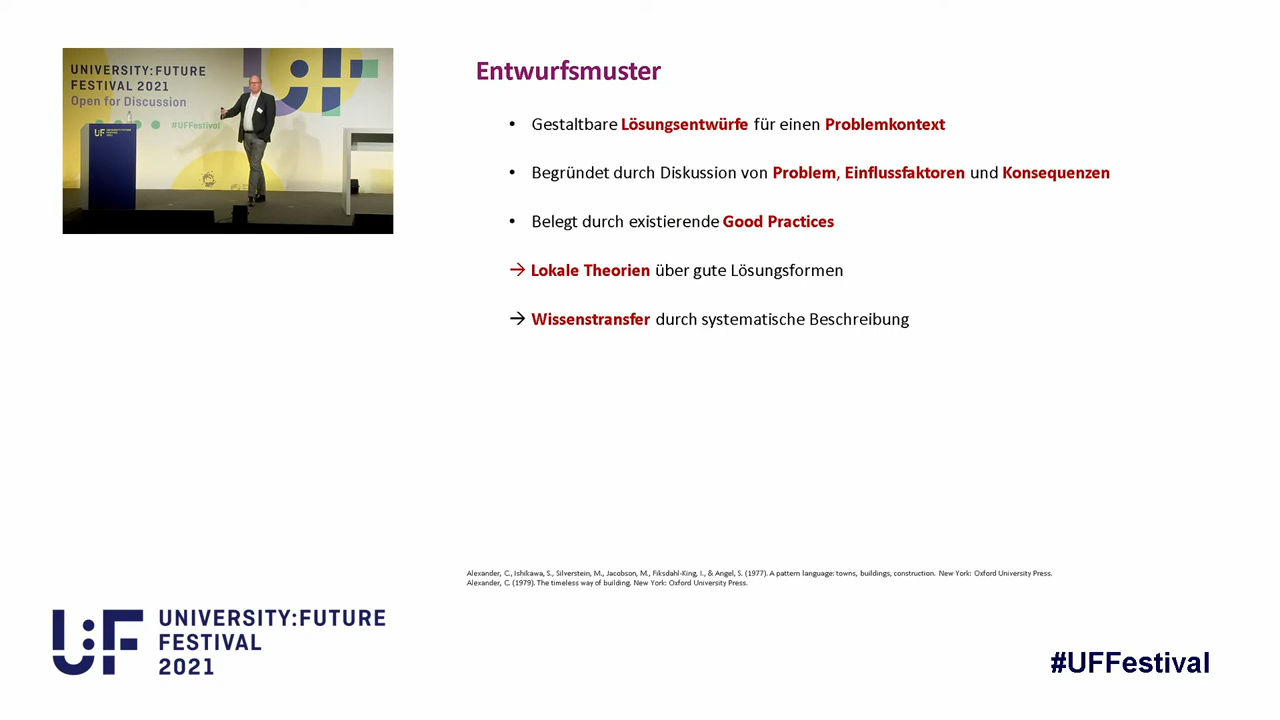 UNIVERSITY:FUTURE
FESTIVAL 2021
Open for Discussion
#UFFestival
U:F
Entwurfsmuster
• Gestaltbare Lösungsentwürfe für einen Problemkontext
• Begründet durch Diskussion von Problem, Einflussfaktoren und Konsequenzen
• Belegt durch existierende Good Practices
→ Lokale Theorien über gute Lösungsformen
→ Wissenstransfer durch systematische Beschreibung
Alexander, C., Ishikawa, S., Silverstein, M., Jacobson, M., Fiksdahl-King, I., & Angel, S. (1977). A pattern language: towns, buildings, construction. New York: Oxford University Press.
Alexander, C. (1979). The timeless way of building. New York: Oxford University Press.
U:F
UNIVERSITY:FUTURE
FESTIVAL
2021
#UFFestival